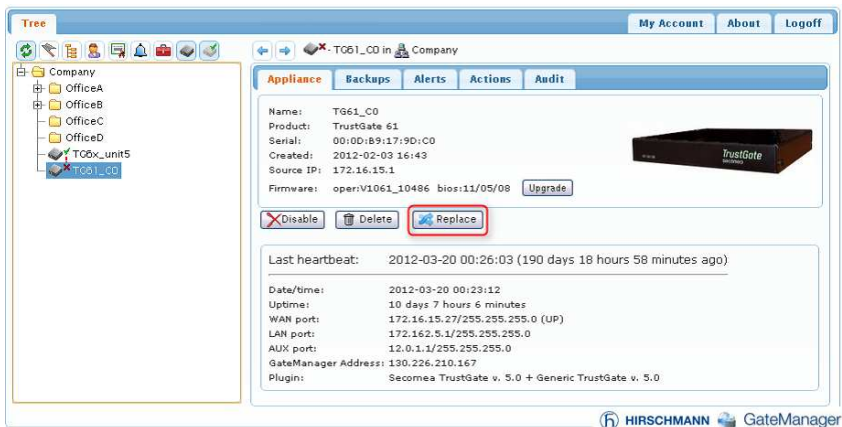 Tree
My Account About Logoff
TG61_C0 in Company
Company
OfficeA
OfficeB
OfficeC
OfficeD
TG6x_unit5
TG61_C0
Appliance Backups Alerts Actions Audit
Name: TG61_C0
Product: TrustGate 61
Serial: 00:0D:B9:17:9D:C0
Created: 2012-02-03 16:43
Source IP: 172.16.15.1
Firmware: oper:V1061_10486 bios:11/05/08 Upgrade
TrustGate
Disable Delete Replace
Last heartbeat: 2012-03-20 00:26:03 (190 days 18 hours 58 minutes ago)
Date/time: 2012-03-20 00:23:12
Uptime: 10 days 7 hours 6 minutes
WAN port: 172.16.15.27/255.255.255.0 (UP)
LAN port: 172.162.5.1/255.255.255.0
AUX port: 12.0.1.1/255.255.255.0
GateManager Address: 130.226.210.167
Plugin: Secomea TrustGate v. 5.0 + Generic TrustGate v. 5.0
HIRSCHMANN GateManager